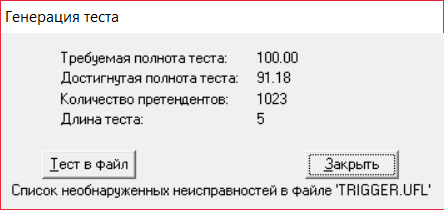 Генерация теста
Требуемая полнота теста: 100.00
Достигнутая полнота теста: 91.18
Количество претендентов: 1023
Длина теста: 5
Тест в файл Закрыть
Список необнаруженных неисправностей в файле 'TRIGGER.UFL'